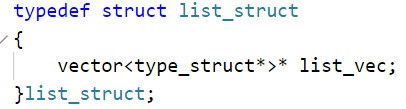 typedef struct list_struct
{
    vector<type_struct*>* list_vec;
}list_struct;